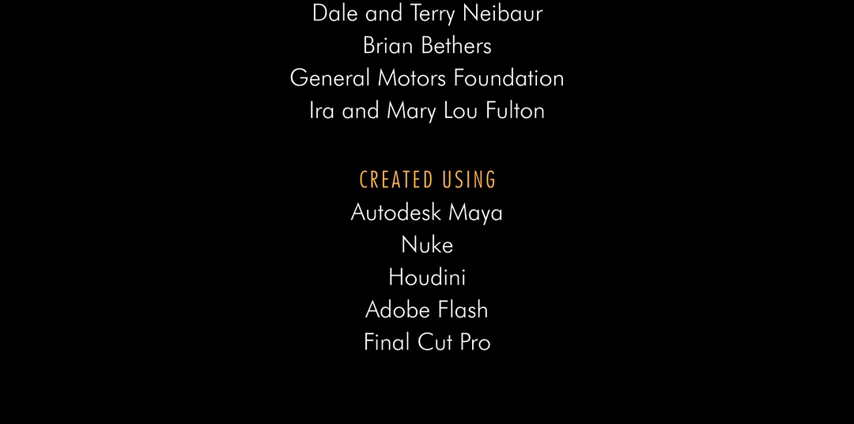 Dale and Terry Neibaur
Brian Bethers
General Motors Foundation
Ira and Mary Lou Fulton
CREATED USING
Autodesk Maya
Nuke
Houdini
Adobe Flash
Final Cut Pro